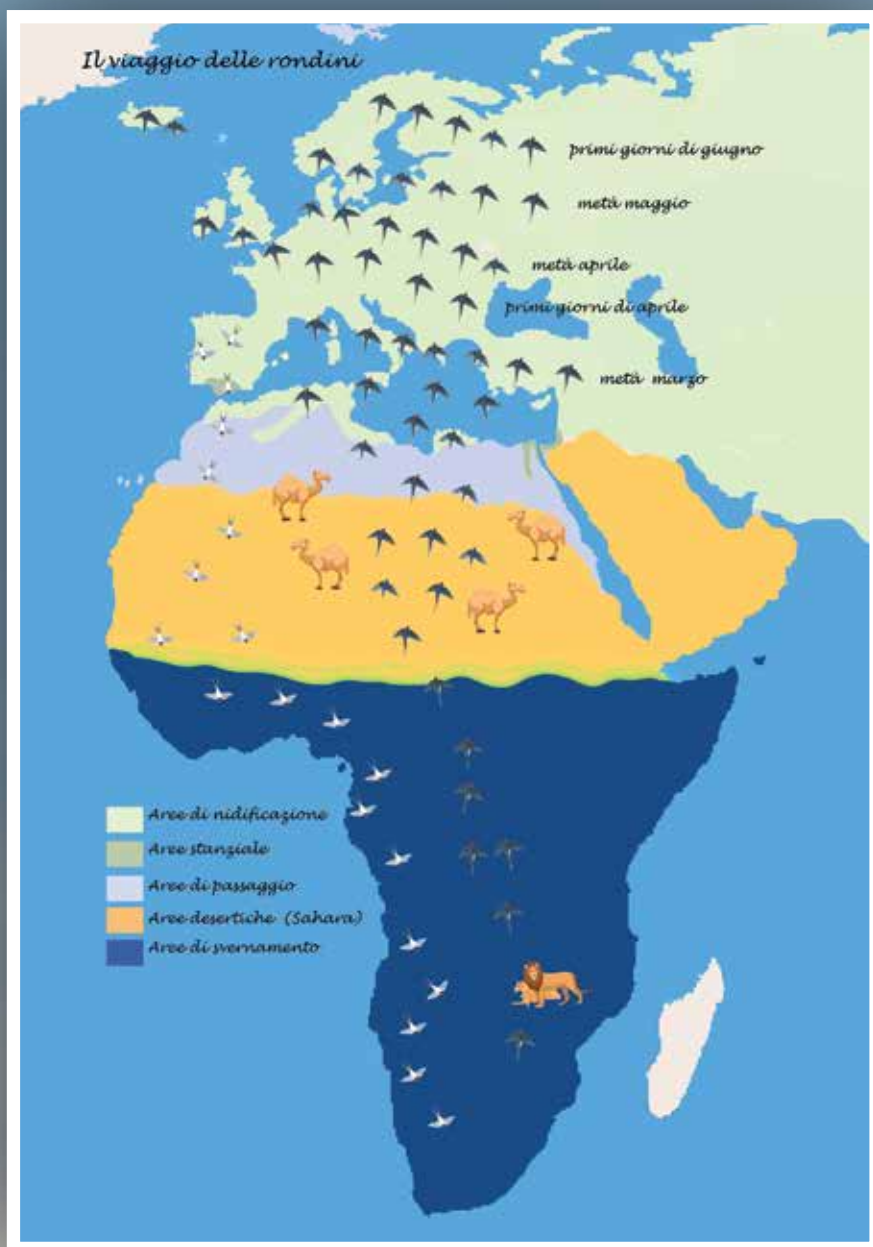 Il viaggio delle rondini
primi giorni di giugno
metà maggio
metà aprile
primi giorni di aprile
metà marzo
Aree di nidificazione
Aree stanziale
Aree di passaggio
Aree desertiche (Sahara)
Aree di svernamento